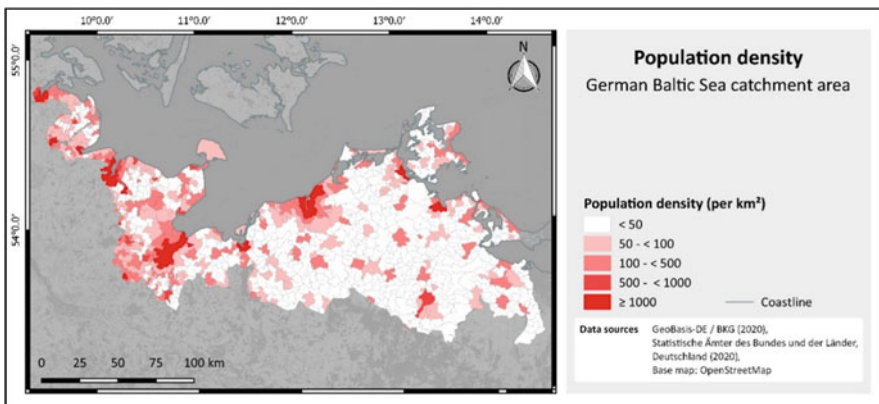 10°0.0'
11°0.0'
12°0.0'
13°0.0'
14°0.0'
55°0.0'
54°0.0'
N
0 25 50 75 100 km
Population density
German Baltic Sea catchment area
Population density (per km²)
< 50
50 - < 100
100 - < 500
500 - < 1000
≥ 1000
Coastline
Data sources GeoBasis-DE / BKG (2020),
Statistische Ämter des Bundes und der Länder,
Deutschland (2020),
Base map: OpenStreetMap